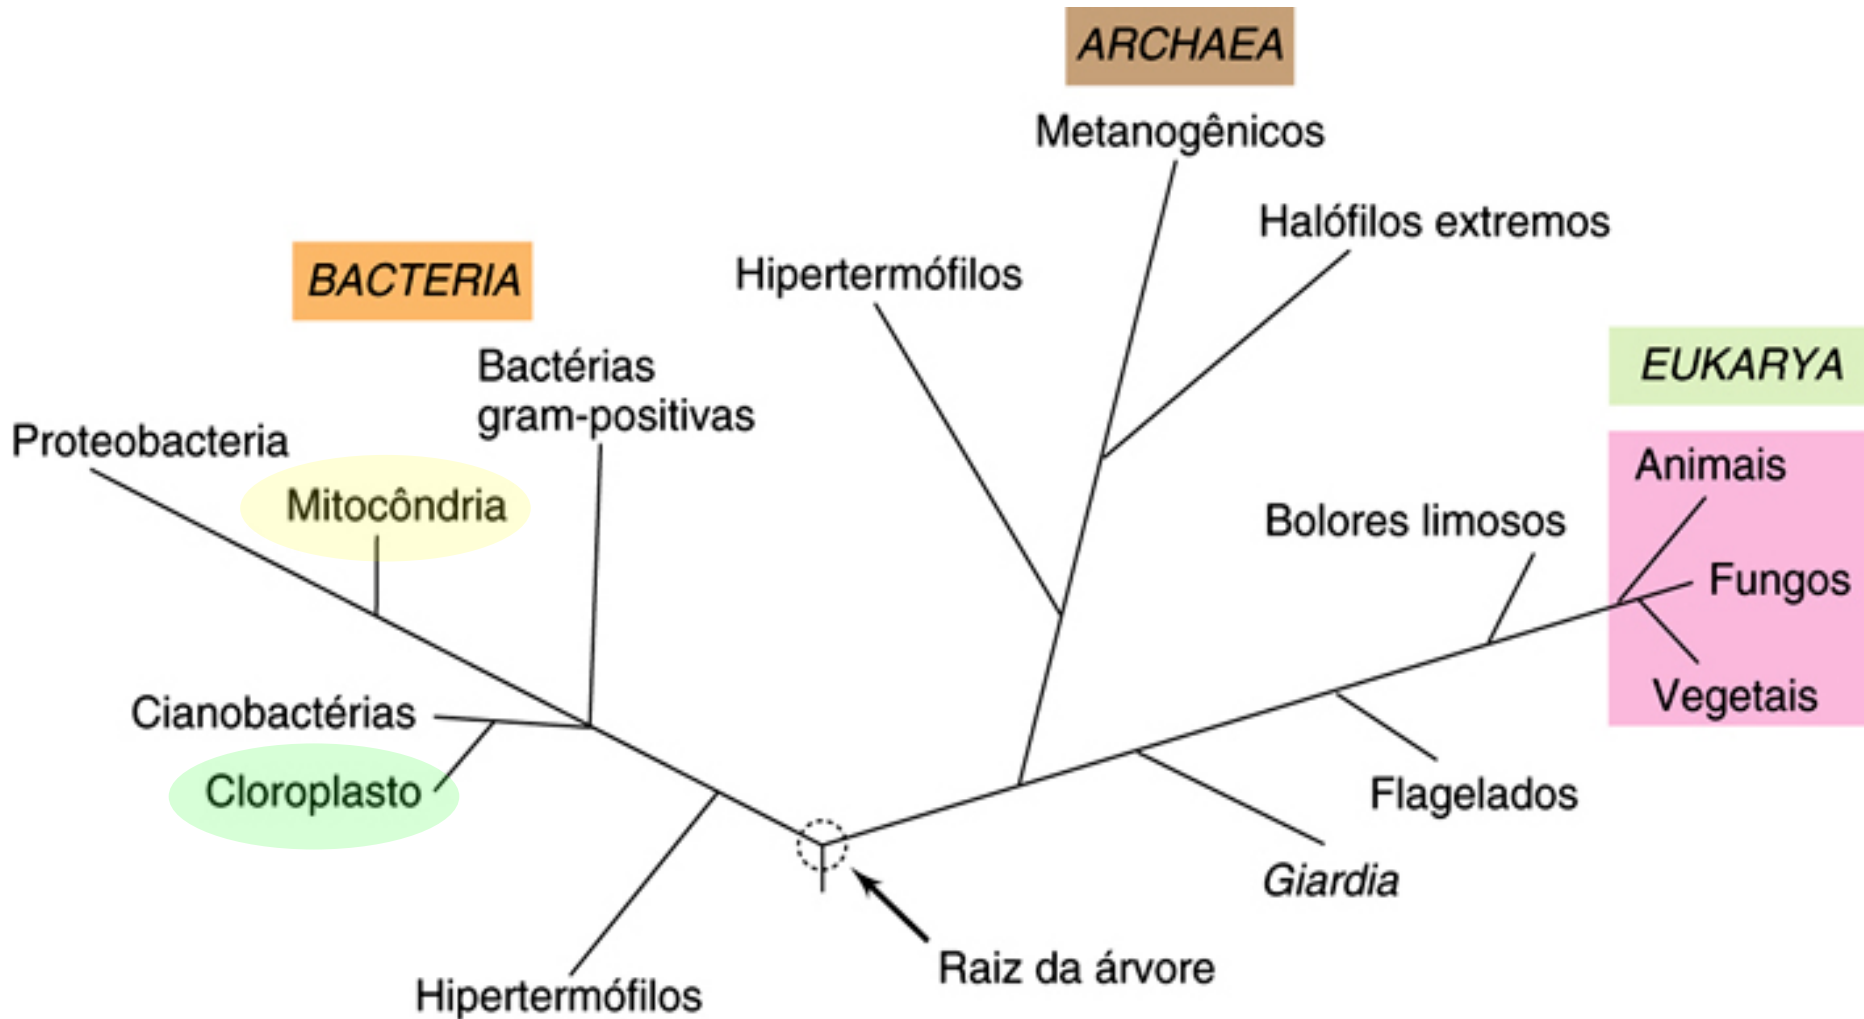 ARCHAEA
Metanogênicos
Halófilos extremos
Hipertermófilos
BACTERIA
EUKARYA
Bactérias
gram-positivas
Proteobacteria
Mitocôndria
Animais
Bolores limosos
Fungos
Vegetais
Cianobactérias
Cloroplasto
Flagelados
Giardia
Raiz da árvore
Hipertermófilos